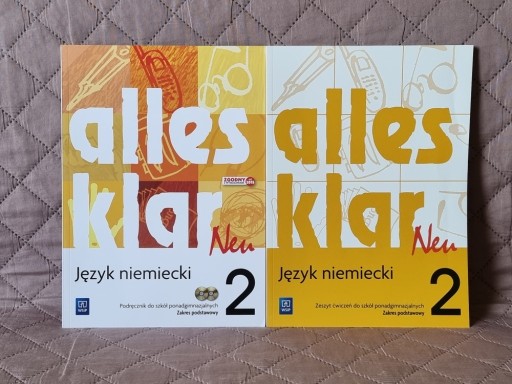 alles
klar
Neu
ZGODNY
Język niemiecki
2
Podręcznik do szkół ponadgimnazjalnych
Zakres podstawowy
WSiP
alles
klar
Neu
Język niemiecki
2
Zeszyt ćwiczeń do szkół ponadgimnazjalnych
Zakres podstawowy
WSiP